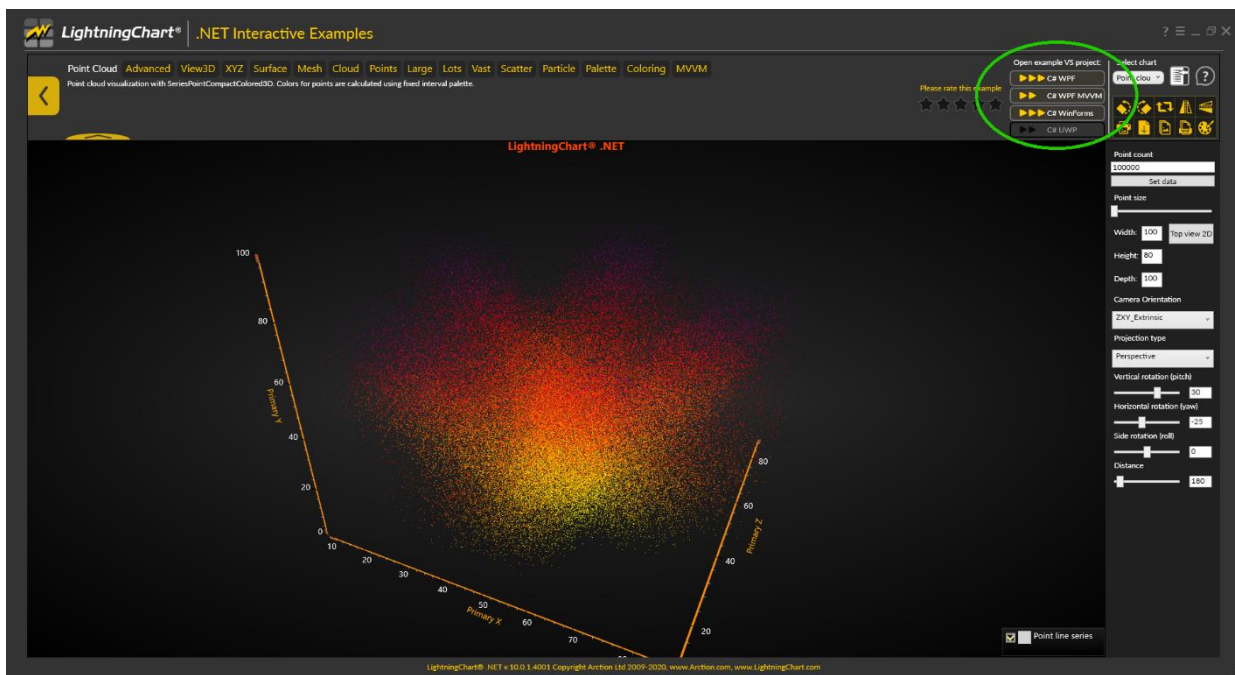 LightningChart® .NET Interactive Examples
Point Cloud Advanced View3D XYZ Surface Mesh Cloud Points Large Lots Vast Scatter Particle Palette Coloring MVVM
Point cloud visualization with SeriesPointCompactColored3D. Colors for points are calculated using fixed interval palette.
Please rate this example
Open example VS project:
C# WPF
C# WPF MVVM
C# WinForms
C# UWP
Select chart
Point clou
LightningChart® .NET
Point count
100000
Set data
Point size
Width: 100 Top view 2D
Height: 80
Depth: 100
Camera Orientation
ZXY_Extrinsic
Projection type
Perspective
Vertical rotation (pitch)
30
Horizontal rotation (yaw)
-25
Side rotation (roll)
0
Distance
180
100
80
60
Primary Y
40
20
0
10
20
30
40
50
Primary X
60
70
80
60
Primary Z
40
20
Point line series
LightningChart® .NET v.10.0.1.4001 Copyright Arction Ltd 2009-2020, www.Arction.com, www.LightningChart.com